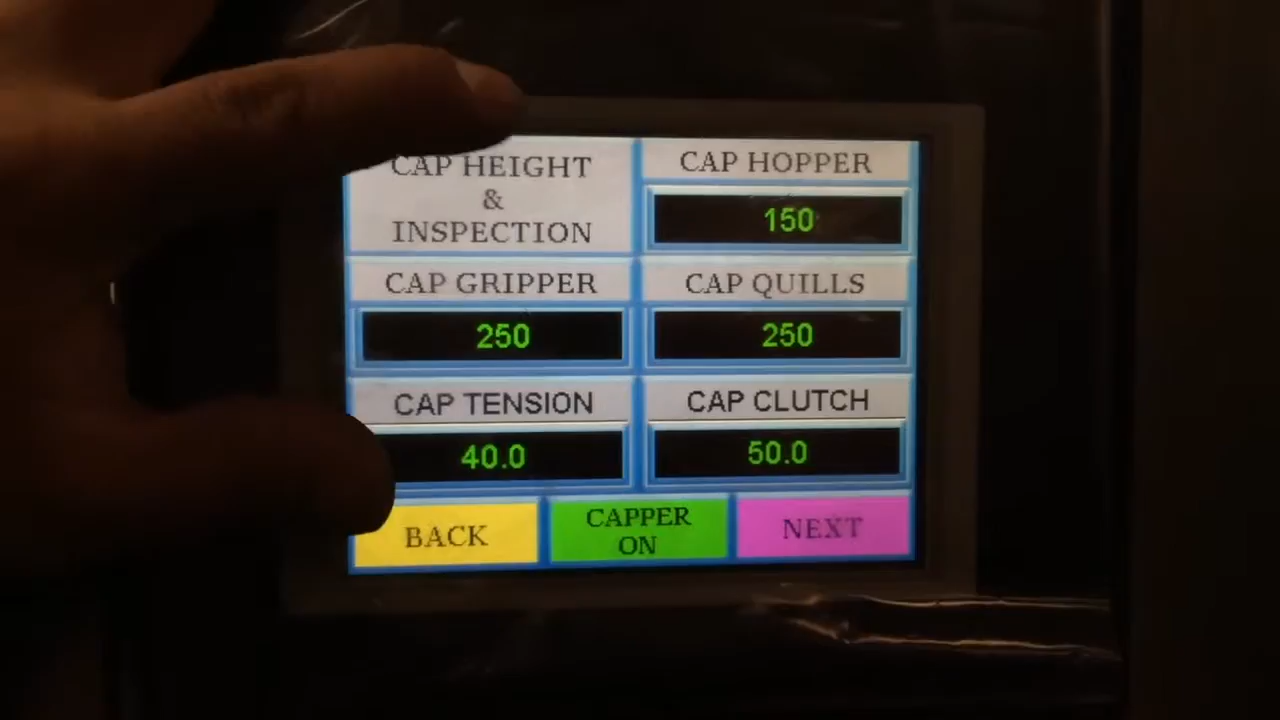 CAP HEIGHT
&
INSPECTION
CAP HOPPER
150
CAP GRIPPER
250
CAP QUILLS
250
CAP TENSION
40.0
CAP CLUTCH
50.0
BACK
CAPPER
ON
NEXT